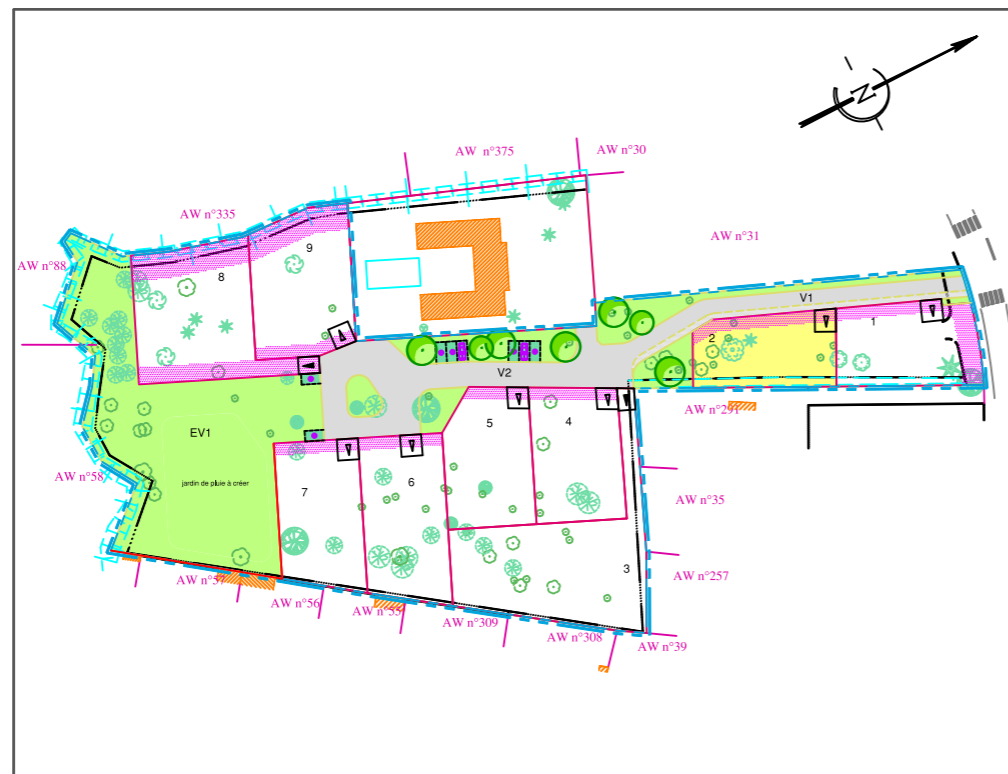 N
AW n°375
AW n°30
AW n°335
AW n°31
AW n°88
9
8
V1
1
2
V2
AW n°291
5
4
EV1
AW n°58
jardin de pluie à créer
7
6
AW n°35
3
AW n°257
AW n°57
AW n°56
AW n°55
AW n°309
AW n°308
AW n°39